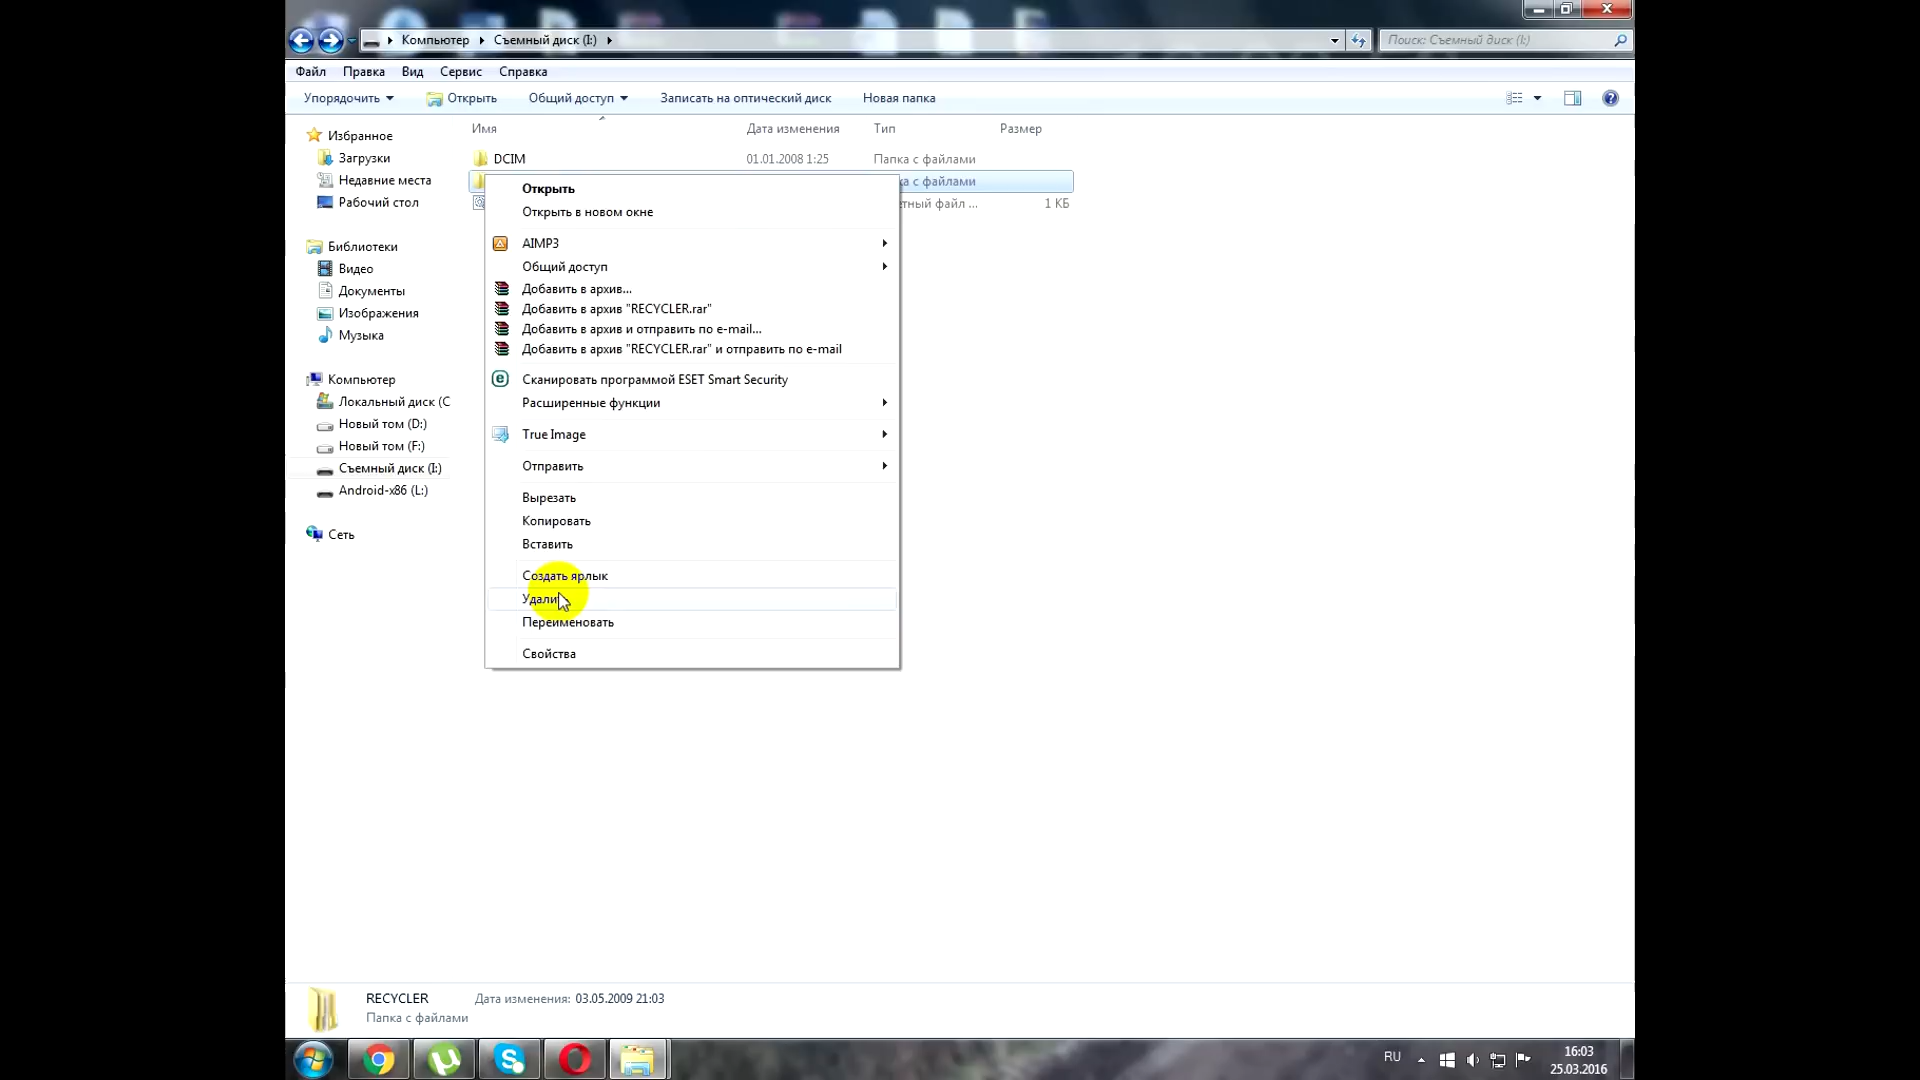 Компьютер Съемный диск (I:)
Поиск: Съемный диск (I:)
Файл Правка Вид Сервис Справка
Упорядочить Открыть Общий доступ Записать на оптический диск Новая папка
Имя Дата изменения Тип Размер
DCIM 01.01.2008 1:25 Папка с файлами
ка с файлами
етный файл ... 1 КБ
Избранное
Загрузки
Недавние места
Рабочий стол
Библиотеки
Видео
Документы
Изображения
Музыка
Компьютер
Локальный диск (C
Новый том (D:)
Новый том (F:)
Съемный диск (I:)
Android-x86 (L:)
Сеть
Открыть
Открыть в новом окне
AIMP3
Общий доступ
Добавить в архив...
Добавить в архив "RECYCLER.rar"
Добавить в архив и отправить по e-mail...
Добавить в архив "RECYCLER.rar" и отправить по e-mail
Сканировать программой ESET Smart Security
Расширенные функции
True Image
Отправить
Вырезать
Копировать
Вставить
Создать ярлык
Удали
Переименовать
Свойства
RECYCLER Дата изменения: 03.05.2009 21:03
Папка с файлами
RU
16:03
25.03.2016